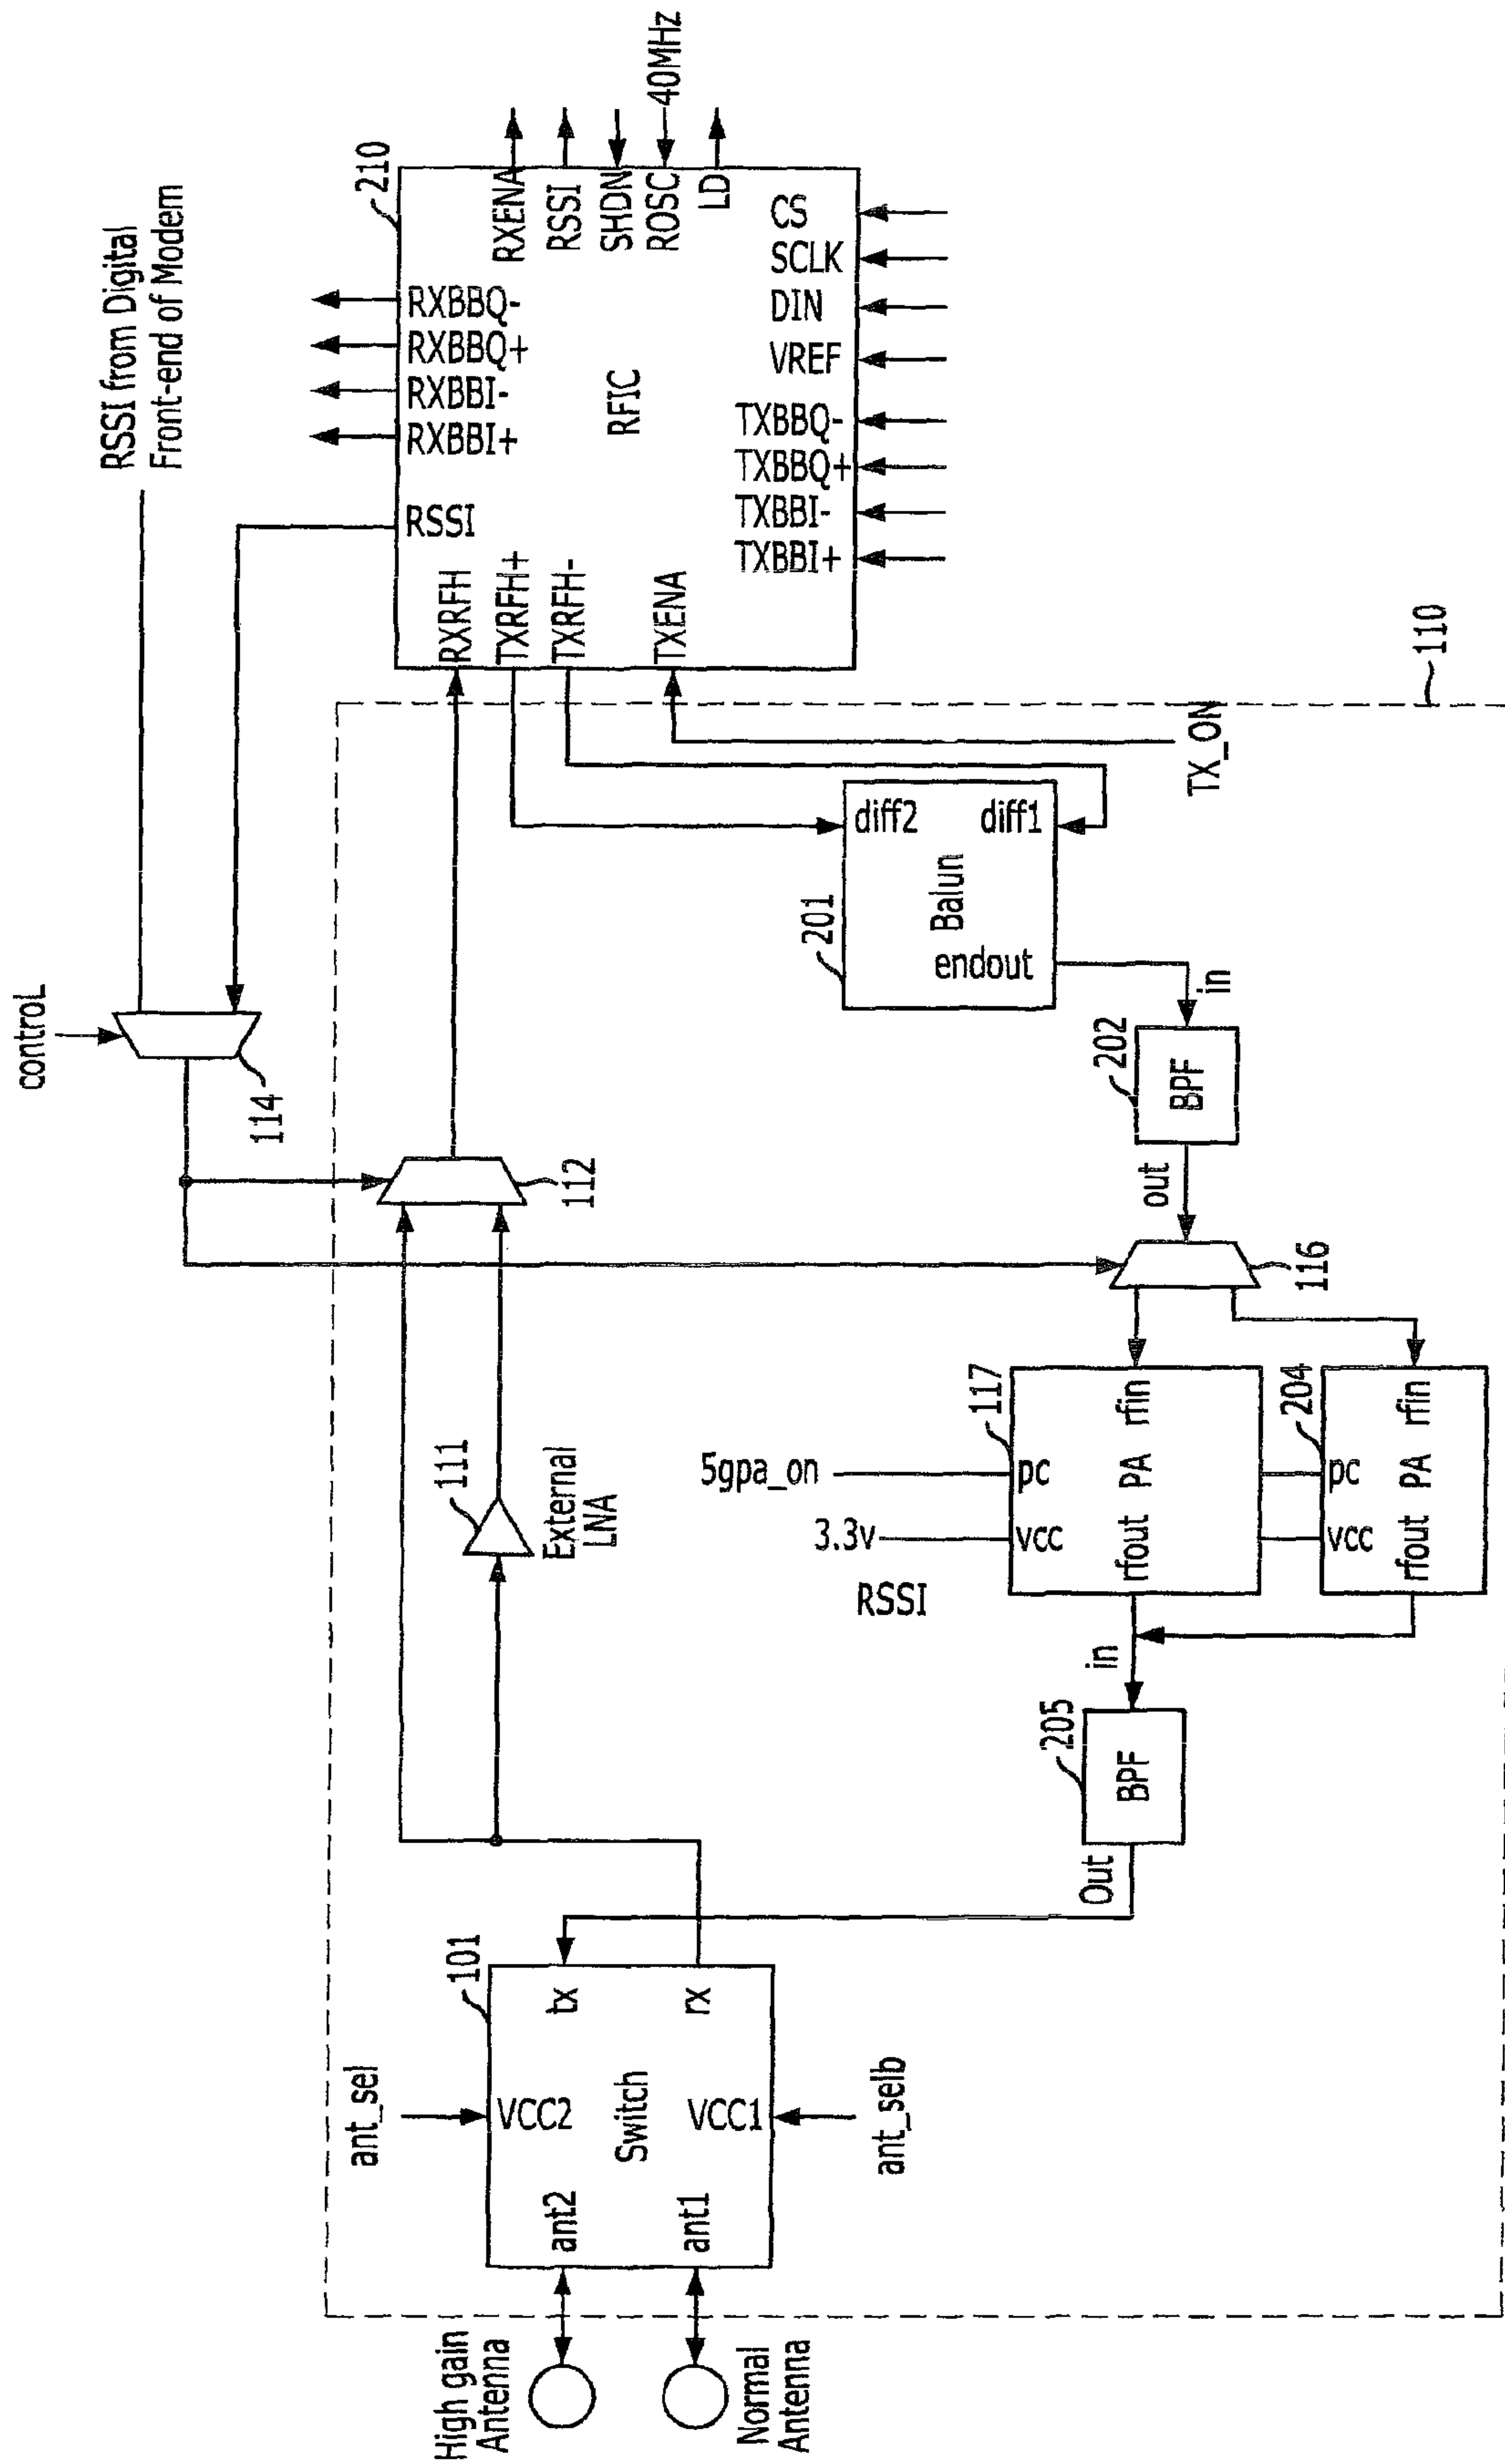 RSSI from Digital
Front-end of Modem
control
114
210
RXBBI+
RXBBI-
RXBBQ+
RXBBQ-
RSSI
RXRFH
TXRFH+
TXRFH-
TXENA
RFIC
RXENA
RSSI
SHDN
ROSC
40MHz
LD
TXBBI+
TXBBI-
TXBBQ+
TXBBQ-
VREF
DIN
SCLK
CS
112
111
External
LNA
High gain
Antenna
Normal
Antenna
ant_sel
101
ant2
VCC2
tx
Switch
ant1
VCC1
rx
ant_selb
201
diff2
Balun
endout
diff1
TX_ON
110
in
202
BPF
out
116
5gpa_on
3.3v
RSSI
117
vcc
pc
rfout PA rfin
204
vcc
pc
rfout PA rfin
in
205
BPF
Out